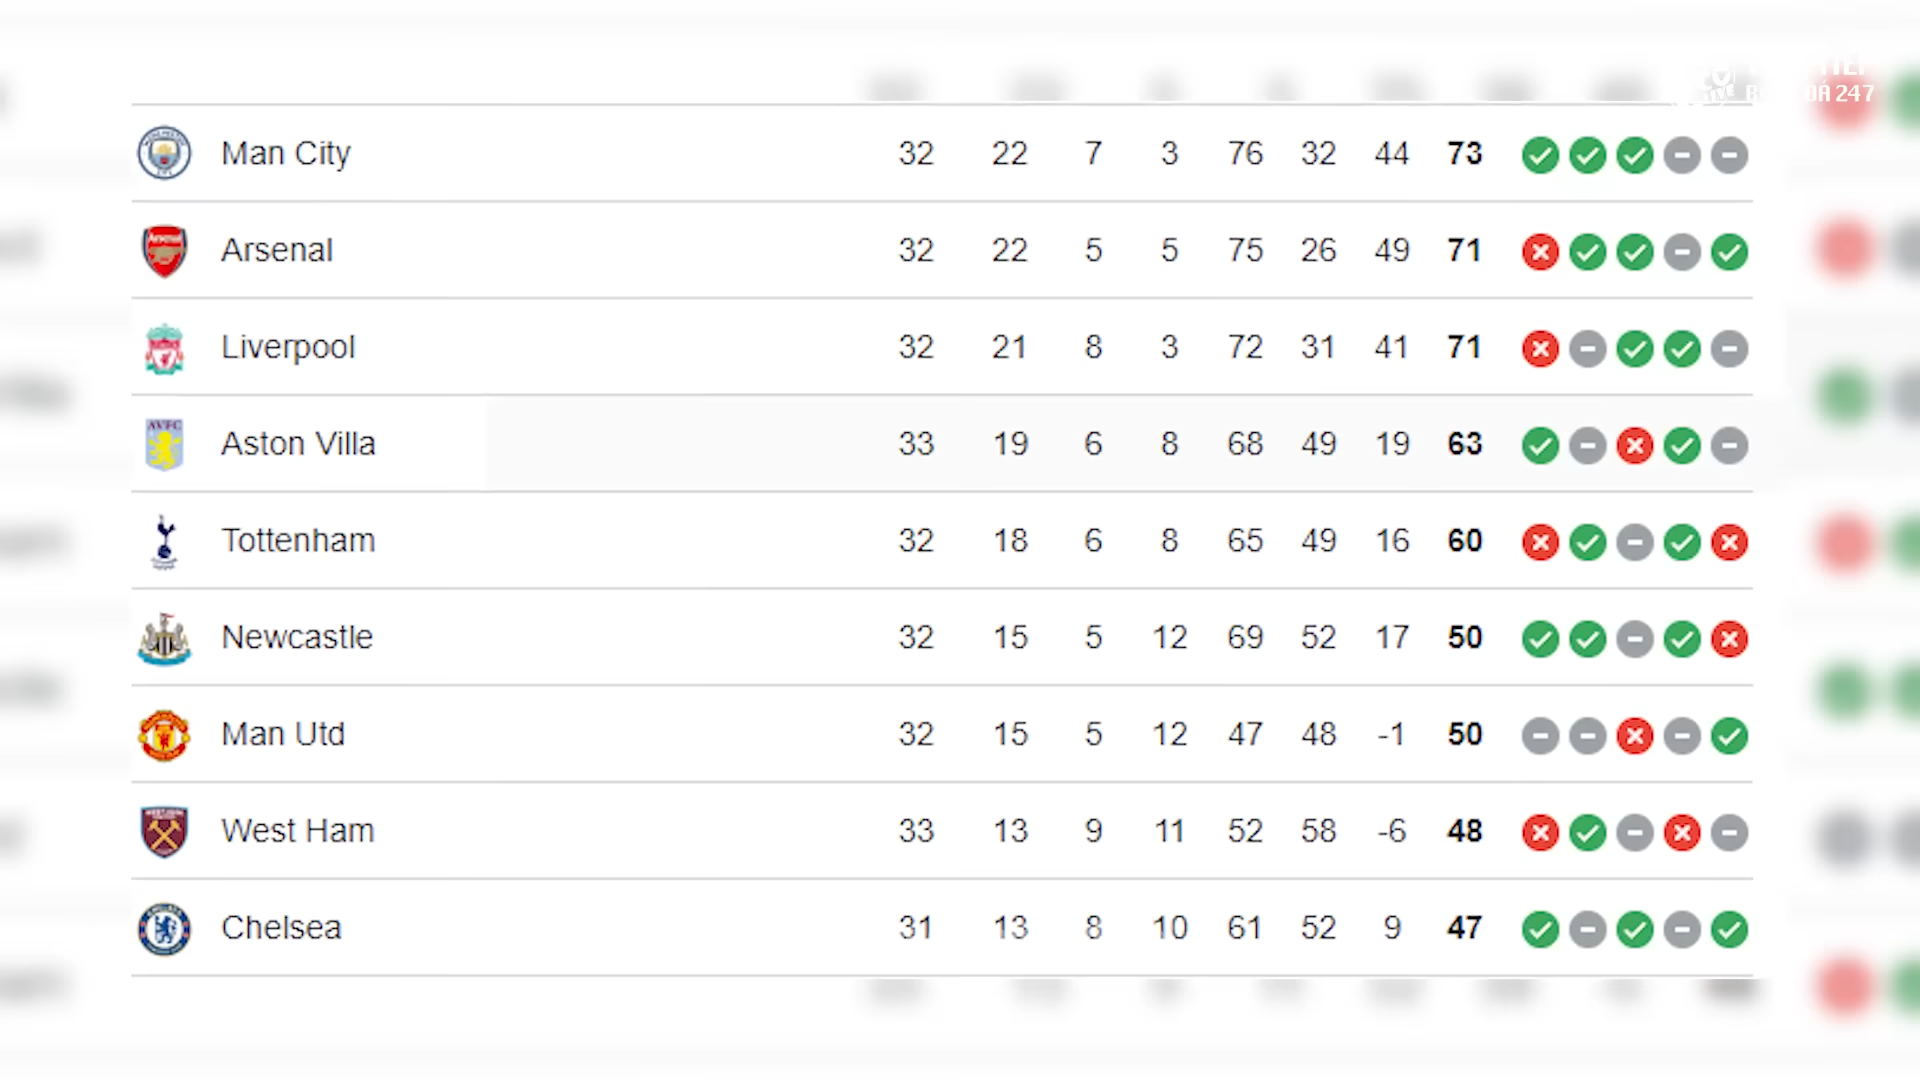 Man City 32 22 7 3 76 32 44 73
Arsenal 32 22 5 5 75 26 49 71
Liverpool 32 21 8 3 72 31 41 71
Aston Villa 33 19 6 8 68 49 19 63
Tottenham 32 18 6 8 65 49 16 60
Newcastle 32 15 5 12 69 52 17 50
Man Utd 32 15 5 12 47 48 -1 50
West Ham 33 13 9 11 52 58 -6 48
Chelsea 31 13 8 10 61 52 9 47
247